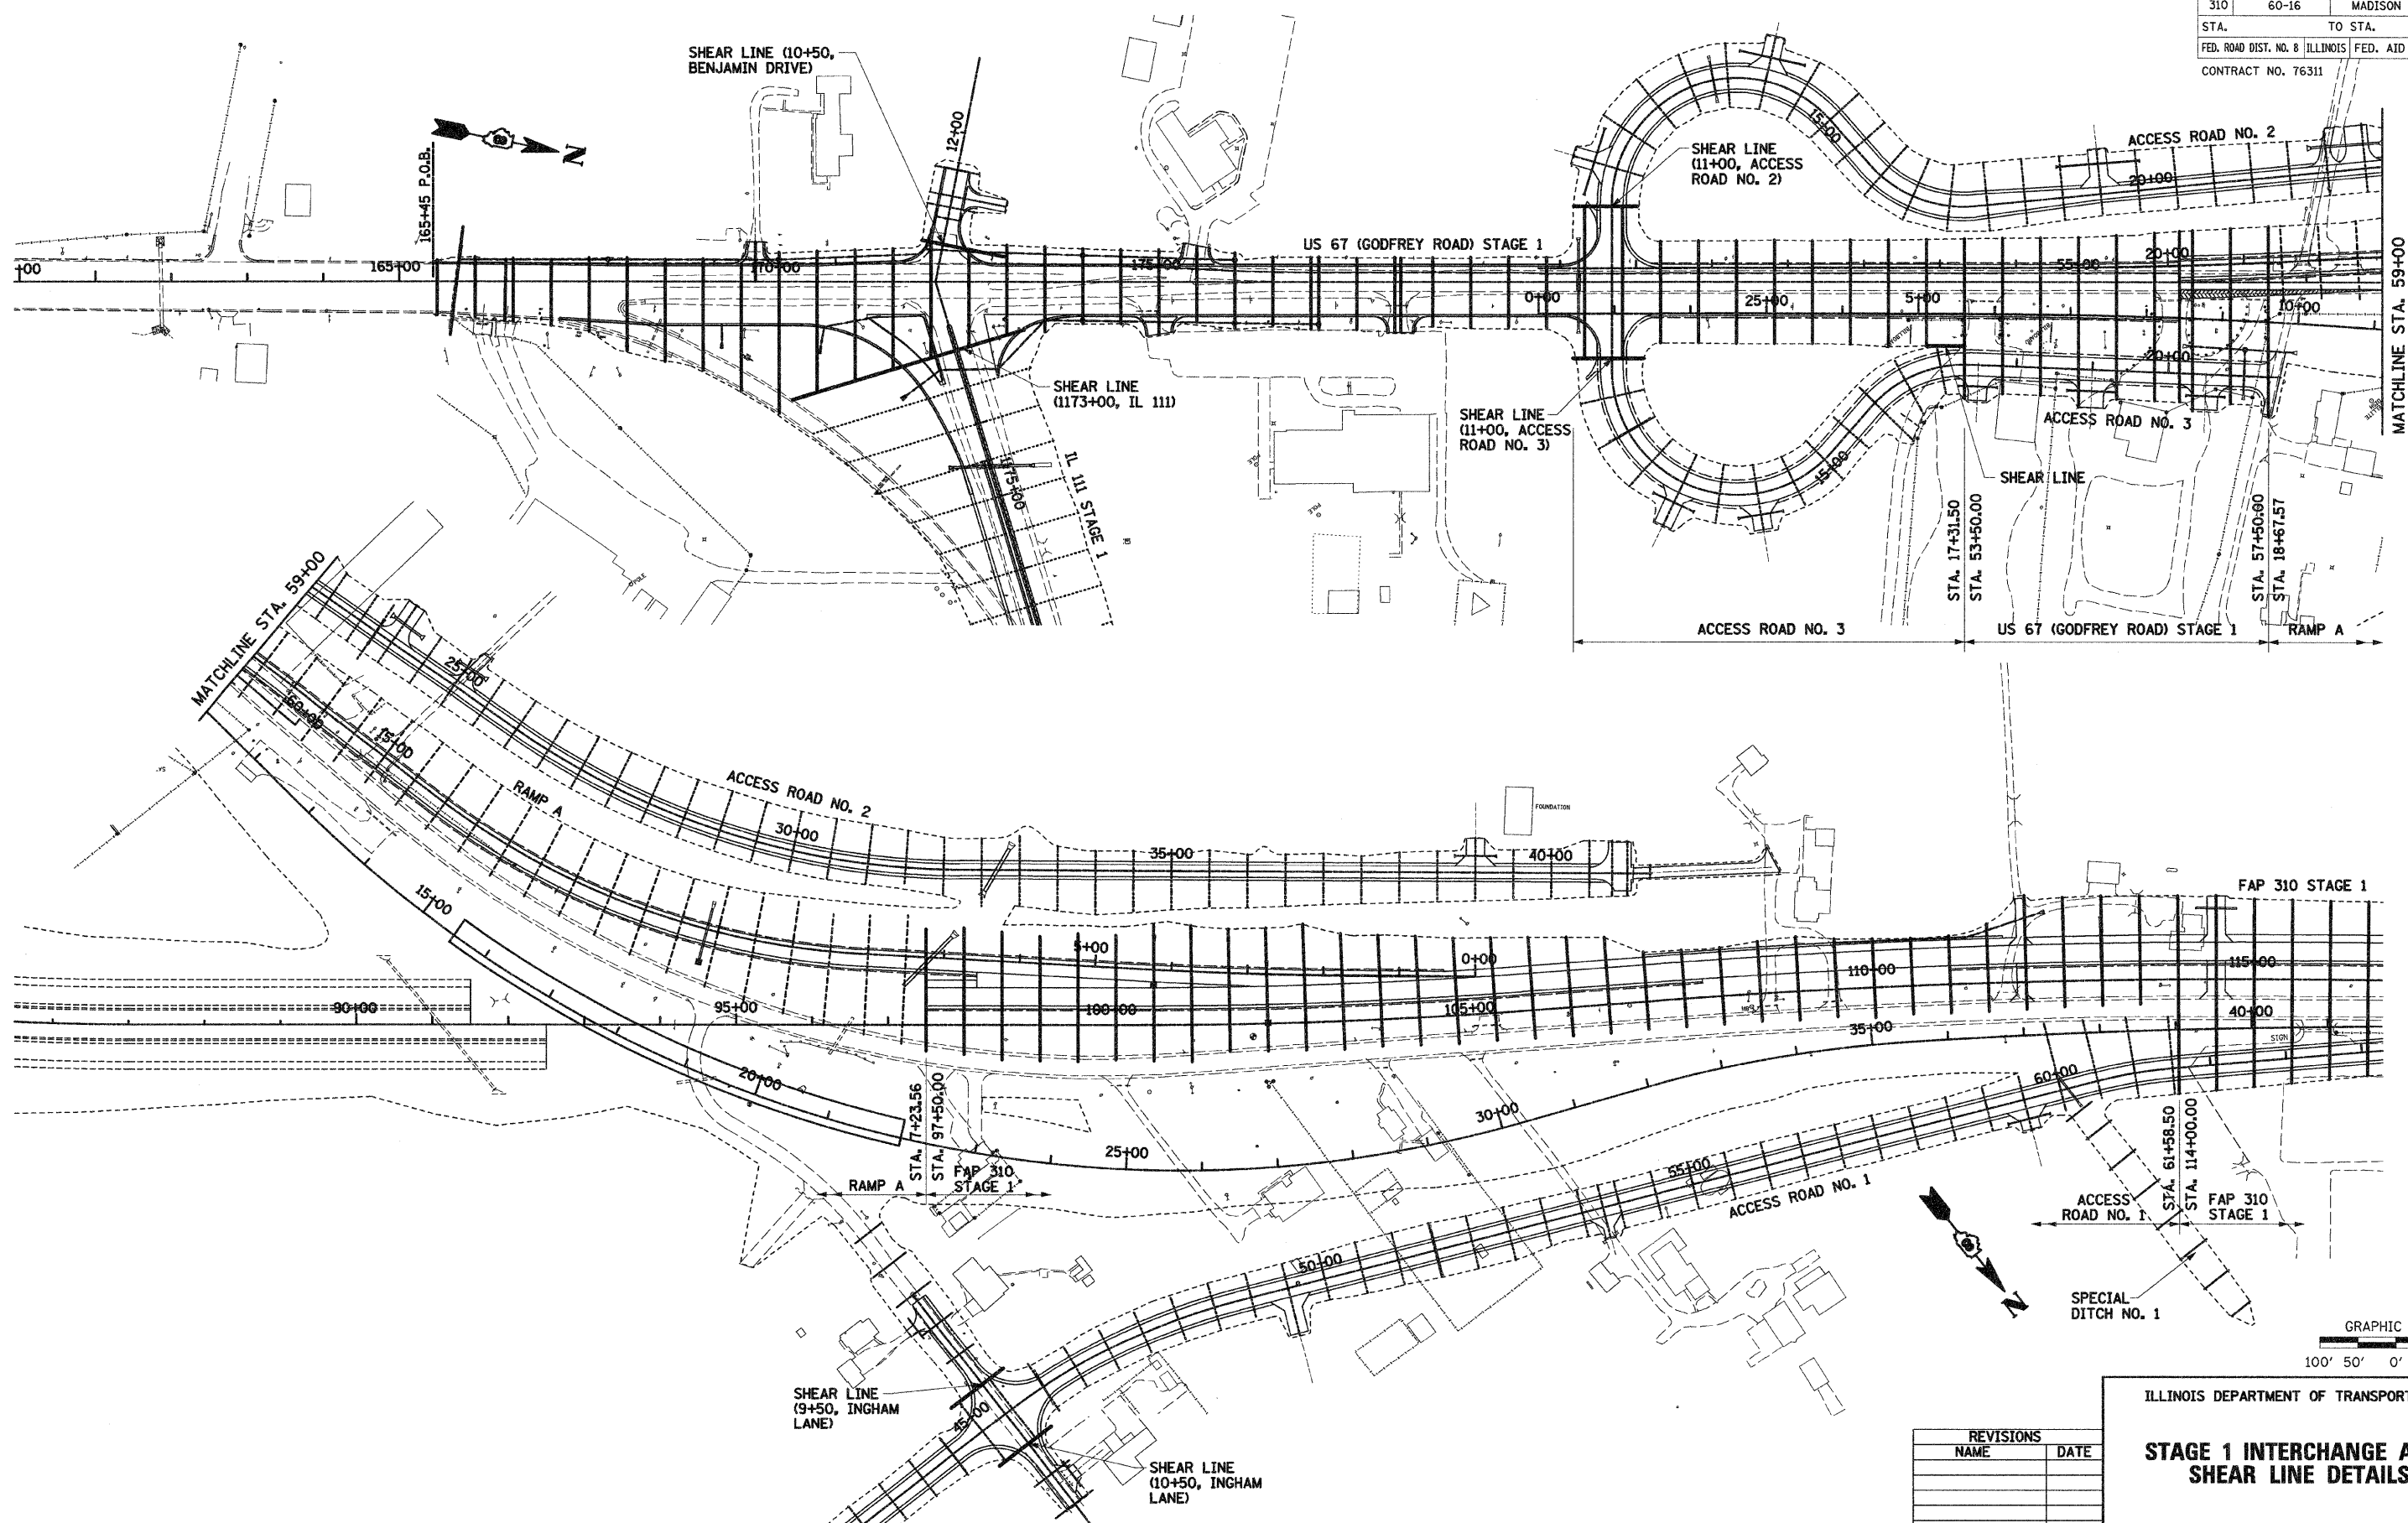 310 60-16 MADISON
STA. TO STA.
FED. ROAD DIST. NO. 8 ILLINOIS FED. AID
CONTRACT NO. 76311
SHEAR LINE (10+50,
BENJAMIN DRIVE)
12+00
N
165+45 P.O.B.
+00
165+00
170+00
175+00
US 67 (GODFREY ROAD) STAGE 1
SHEAR LINE
(11+00, ACCESS
ROAD NO. 2)
15+00
ACCESS ROAD NO. 2
20+00
0+00
25+00
5+00
55+00
20+00
10+00
20+00
MATCHLINE STA. 59+00
SHEAR LINE
(1173+00, IL 111)
SHEAR LINE
(11+00, ACCESS
ROAD NO. 3)
ACCESS ROAD NO. 3
15+00
SHEAR LINE
1175+00
IL 111 STAGE 1
POLE
POLE
STA. 17+31.50
STA. 53+50.00
STA. 57+50.00
STA. 18+67.57
ACCESS ROAD NO. 3
US 67 (GODFREY ROAD) STAGE 1
RAMP A
MATCHLINE STA. 59+00
25+00
60+00
15+00
RAMP A
ACCESS ROAD NO. 2
30+00
35+00
40+00
FOUNDATION
FAP 310 STAGE 1
15+00
5+00
0+00
110+00
115+00
90+00
95+00
100+00
105+00
35+00
40+00
SIGN
20+00
60+00
30+00
25+00
STA. 7+23.56
STA. 97+50.00
RAMP A
FAP 310
STAGE 1
55+00
ACCESS ROAD NO. 1
STA. 61+58.50
STA. 114+00.00
ACCESS
ROAD NO. 1
FAP 310
STAGE 1
50+00
N
SPECIAL
DITCH NO. 1
SHEAR LINE
(9+50, INGHAM
LANE)
45+00
SHEAR LINE
(10+50, INGHAM
LANE)
GRAPHIC
100' 50' 0'
ILLINOIS DEPARTMENT OF TRANSPORT
REVISIONS
NAME DATE
STAGE 1 INTERCHANGE A
SHEAR LINE DETAILS